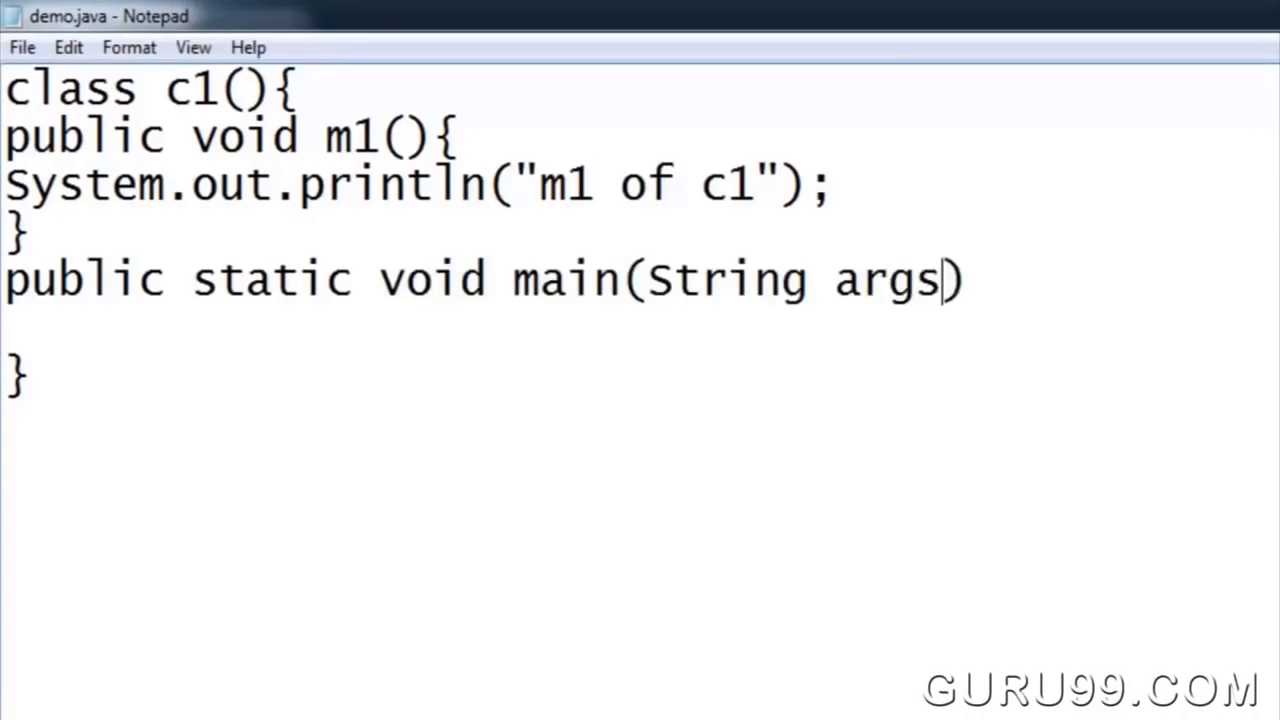 demo.java - Notepad
File Edit Format View Help
class c1(){
public void m1(){
System.out.println("m1 of c1");
}
public static void main(String args)
}
GURU99.COM